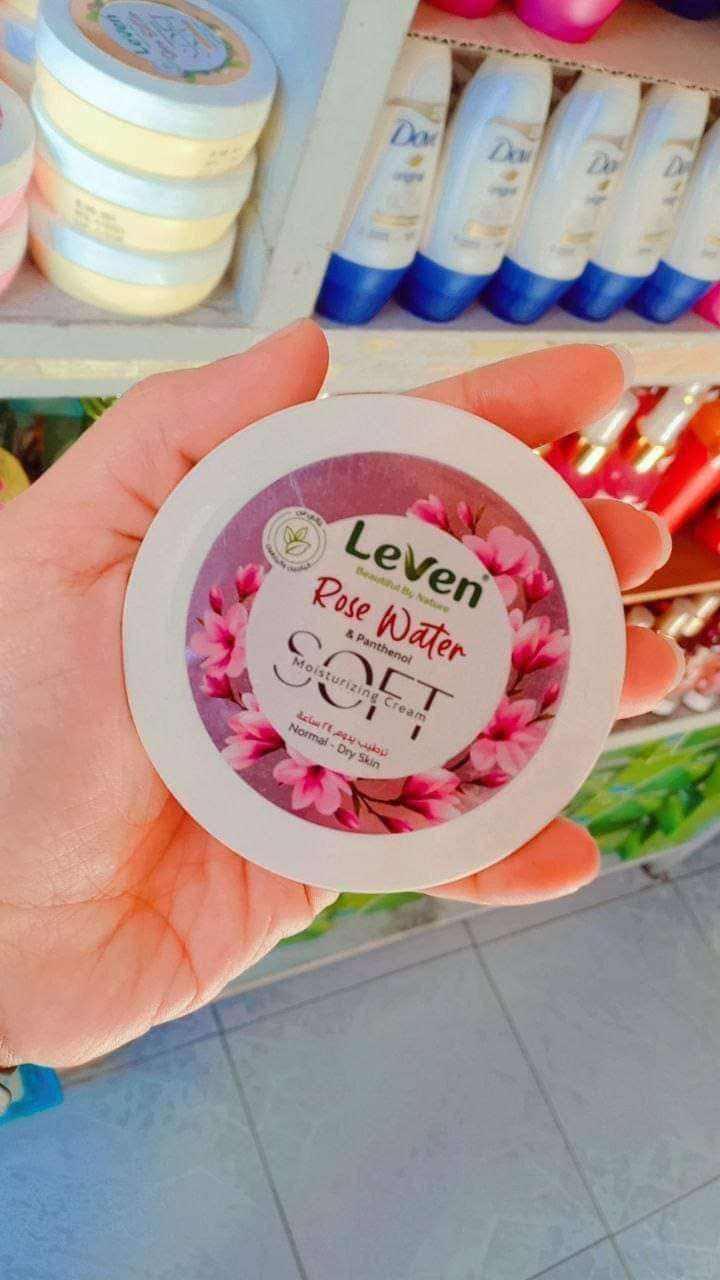 Leven
Dove
Dove
LeVen®
Beautiful By Nature
Rose Water
& Panthenol
SOFT
Moisturizing Cream
ترطيب يدوم ٢٤ ساعة
Normal - Dry Skin